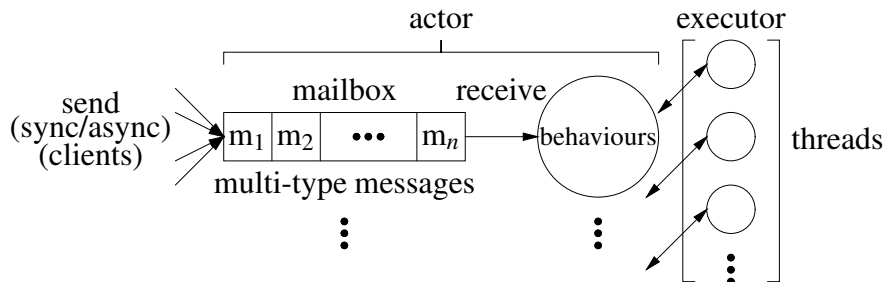 actor
executor
send
(sync/async)
(clients)
mailbox
receive
m₁ m₂ ••• mₙ
behaviours
threads
multi-type messages